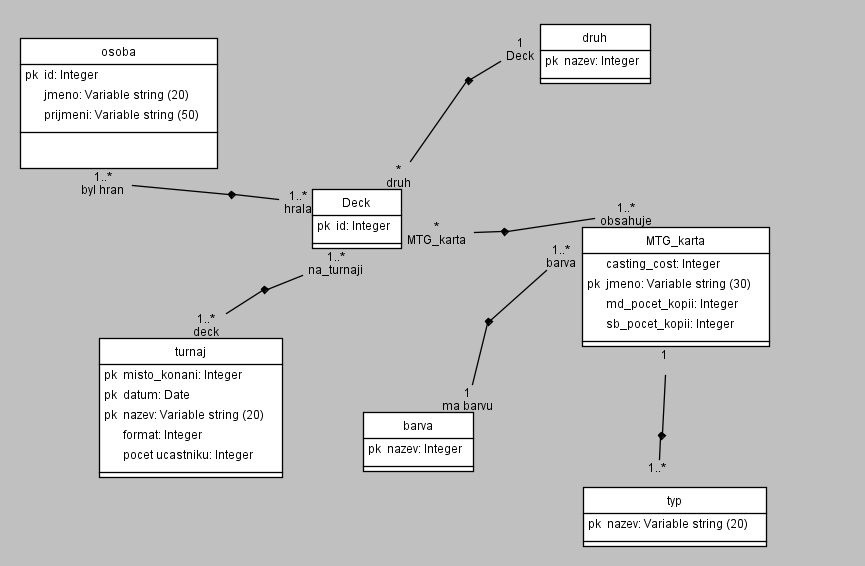 osoba
pk id: Integer
jmeno: Variable string (20)
prijmeni: Variable string (50)
1..*
byl hran
1..*
hrala
druh
pk nazev: Integer
1
Deck
*
druh
Deck
pk id: Integer
*
MTG_karta
1..*
obsahuje
MTG_karta
casting_cost: Integer
pk jmeno: Variable string (30)
md_pocet_kopii: Integer
sb_pocet_kopii: Integer
1..*
barva
1..*
na_turnaji
1..*
deck
turnaj
pk misto_konani: Integer
pk datum: Date
pk nazev: Variable string (20)
format: Integer
pocet ucastniku: Integer
1
ma barvu
barva
pk nazev: Integer
1
1..*
typ
pk nazev: Variable string (20)